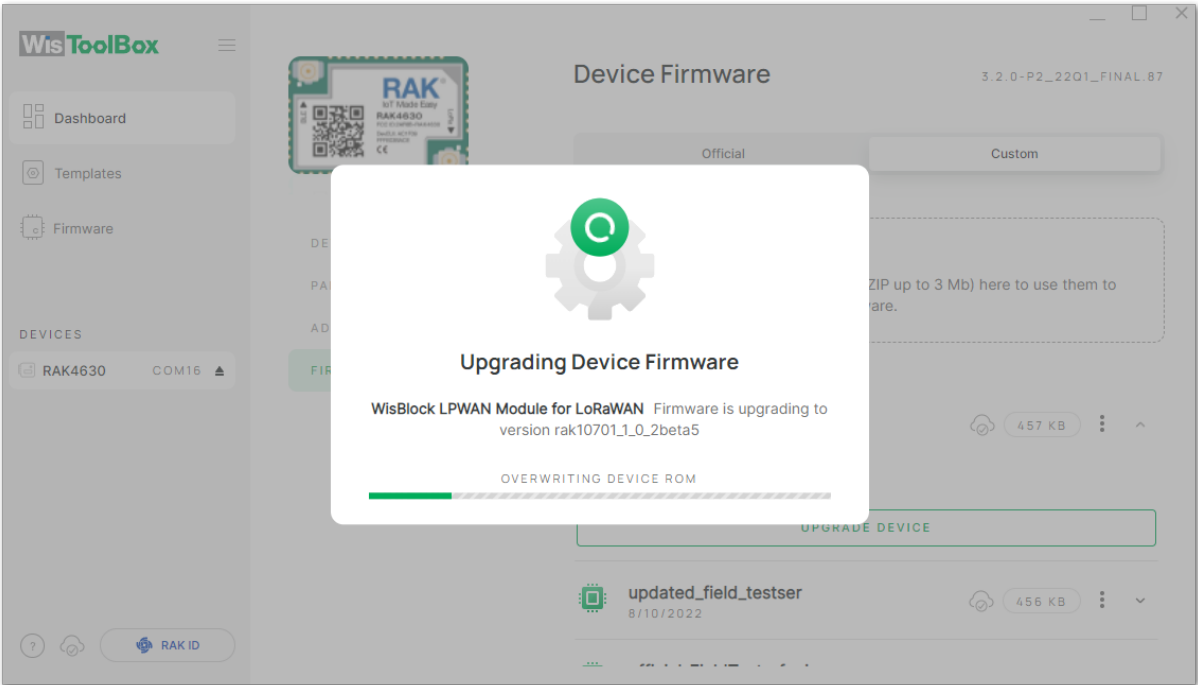 WisToolBox
Dashboard
Templates
Firmware
DEVICES
RAK4630 COM16
?
RAK ID
RAK
IoT Made Easy
RAK4630
Device Firmware
3.2.0-P2_22Q1_FINAL.87
Official
Custom
ZIP up to 3 Mb) here to use them to
Upgrading Device Firmware
WisBlock LPWAN Module for LoRaWAN Firmware is upgrading to
version rak10701_1_0_2beta5
OVERWRITING DEVICE ROM
457 KB
UPGRADE DEVICE
updated_field_testser
8/10/2022
456 KB